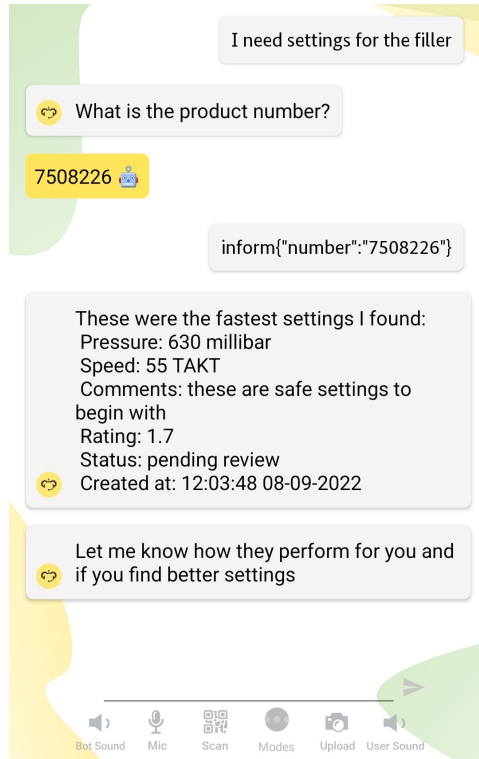 I need settings for the filler
What is the product number?
7508226 🤖
inform{"number":"7508226"}
These were the fastest settings I found:
Pressure: 630 millibar
Speed: 55 TAKT
Comments: these are safe settings to
begin with
Rating: 1.7
Status: pending review
Created at: 12:03:48 08-09-2022
Let me know how they perform for you and
if you find better settings
Bot Sound Mic Scan Modes Upload User Sound